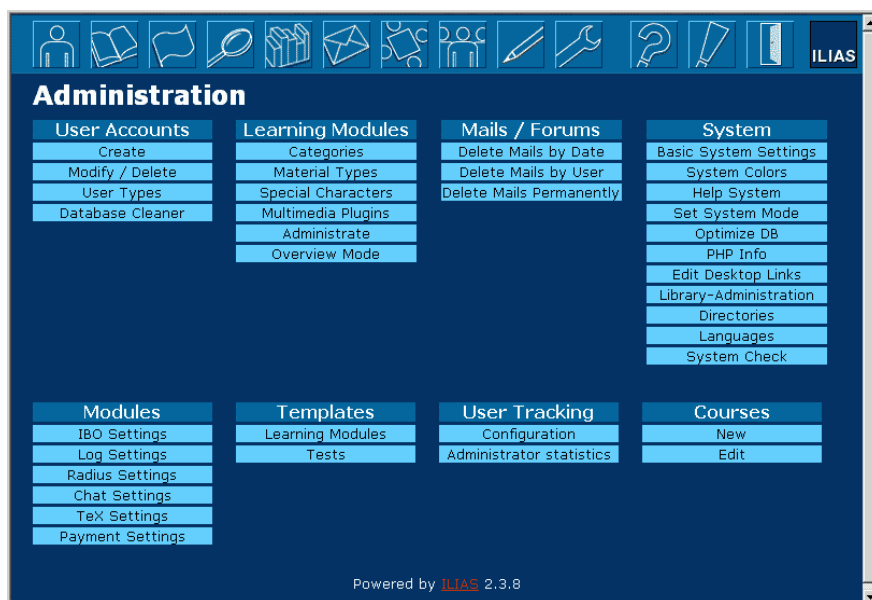 ILIAS
Administration
User Accounts
Create
Modify / Delete
User Types
Database Cleaner
Learning Modules
Categories
Material Types
Special Characters
Multimedia Plugins
Administrate
Overview Mode
Mails / Forums
Delete Mails by Date
Delete Mails by User
Delete Mails Permanently
System
Basic System Settings
System Colors
Help System
Set System Mode
Optimize DB
PHP Info
Edit Desktop Links
Library-Administration
Directories
Languages
System Check
Modules
IBO Settings
Log Settings
Radius Settings
Chat Settings
TeX Settings
Payment Settings
Templates
Learning Modules
Tests
User Tracking
Configuration
Administrator statistics
Courses
New
Edit
Powered by ILIAS 2.3.8